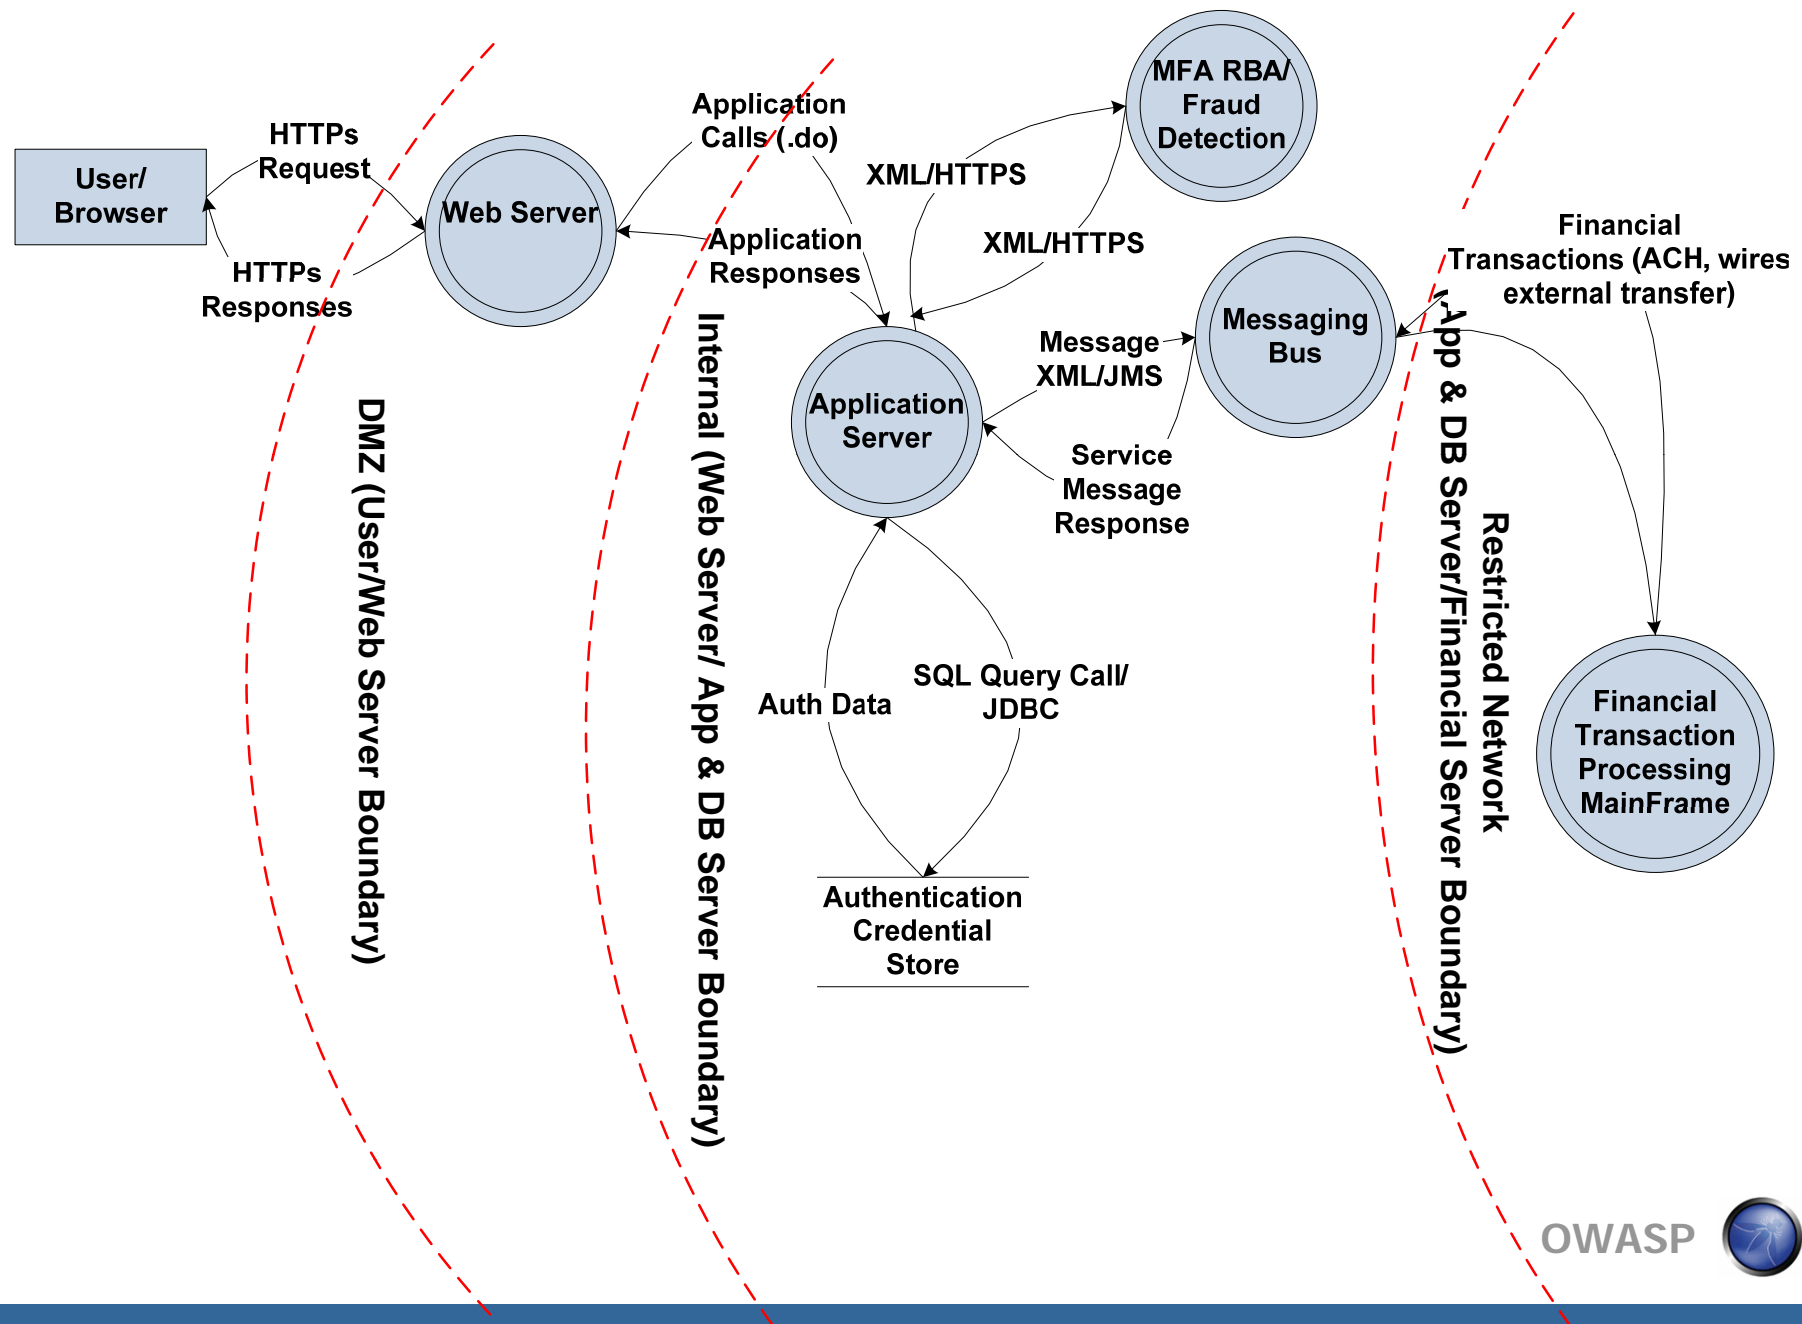 User/
Browser
HTTPs
Request
HTTPs
Responses
Web Server
Application
Calls (.do)
Application
Responses
MFA RBA/
Fraud
Detection
XML/HTTPS
XML/HTTPS
Application
Server
Message
XML/JMS
Service
Message
Response
Messaging
Bus
Financial
Transactions (ACH, wires
external transfer)
Auth Data
SQL Query Call/
JDBC
Authentication
Credential
Store
Financial
Transaction
Processing
MainFrame
DMZ (User/Web Server Boundary)
Internal (Web Server/ App & DB Server Boundary)
Restricted Network
(App & DB Server/Financial Server Boundary)
OWASP